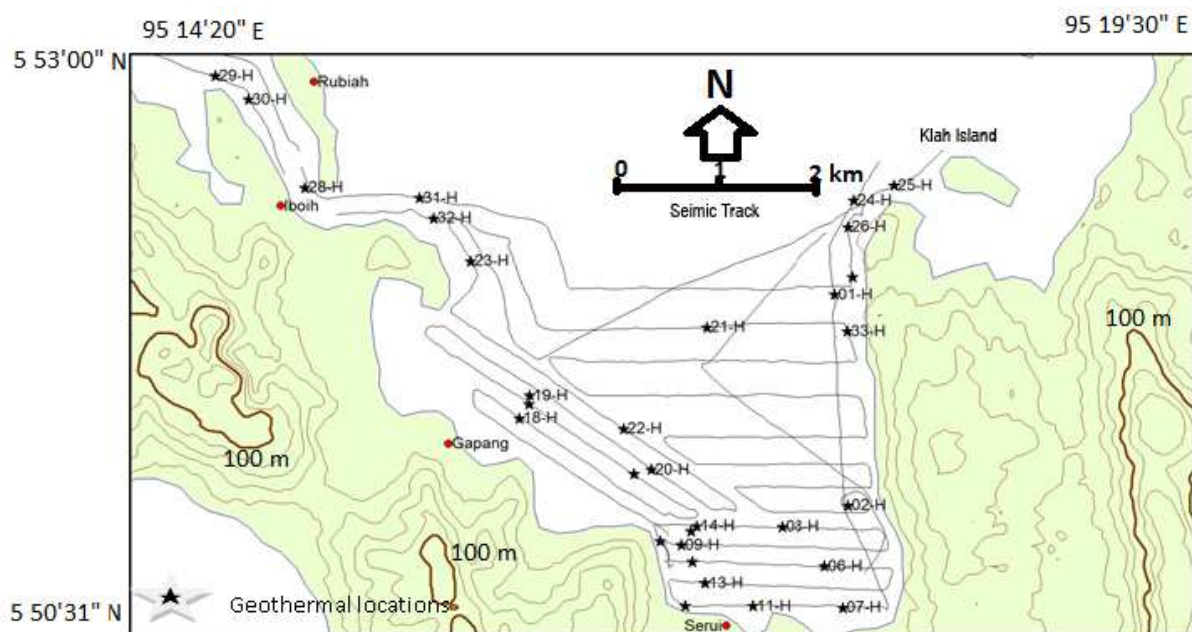 95 14'20" E
95 19'30" E
5 53'00" N
29-H
Rubiah
30-H
N
Klah Island
0
1
2 km
28-H
31-H
25-H
Iboih
Seimic Track
24-H
32-H
26-H
23-H
01-H
21-H
33-H
100 m
19-H
18-H
22-H
Gapang
100 m
20-H
02-H
14-H
03-H
09-H
100 m
06-H
13-H
5 50'31" N
Geothermal locations
11-H
07-H
Serui